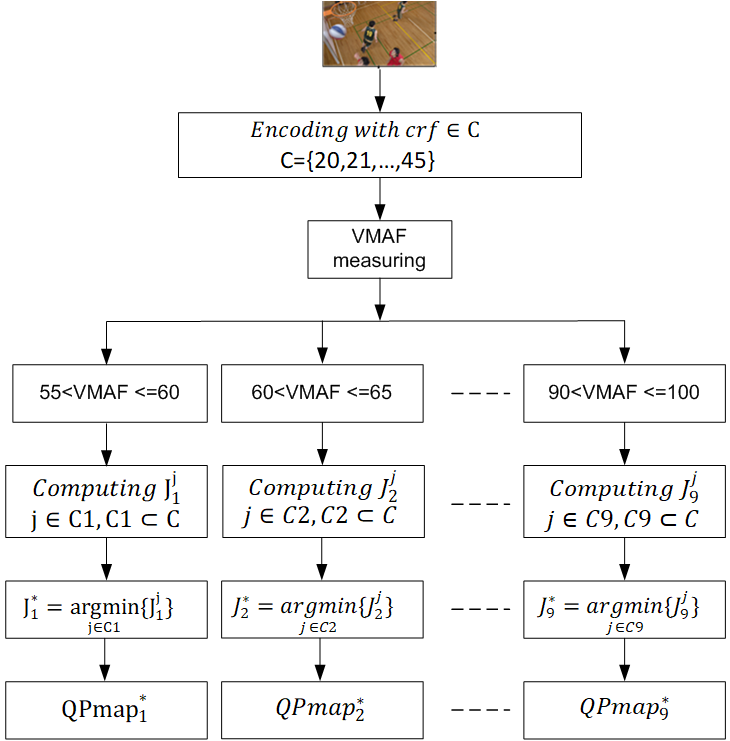 Encoding with crf ∈ C
C={20,21,...,45}
VMAF
measuring
55<VMAF <=60
60<VMAF <=65
90<VMAF <=100
Computing J₁ʲ
j ∈ C1, C1 ⊂ C
Computing J₂ʲ
j ∈ C2, C2 ⊂ C
Computing J₉ʲ
j ∈ C9, C9 ⊂ C
J₁* = argmin{J₁ʲ}
j∈C1
J₂* = argmin{J₂ʲ}
j∈C2
J₉* = argmin{J₉ʲ}
j∈C9
QPmap₁*
QPmap₂*
QPmap₉*